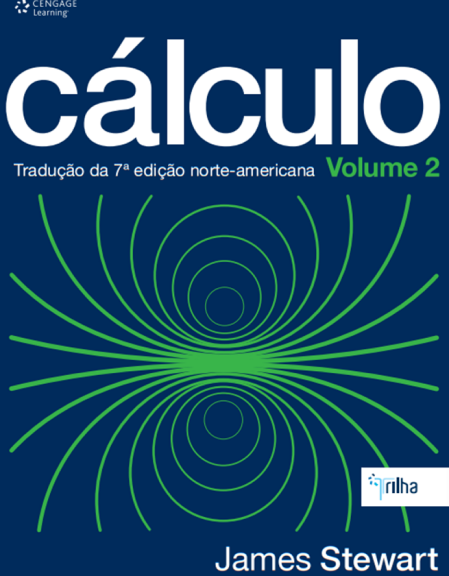 CENGAGE
Learning
cálculo
Tradução da 7ª edição norte-americana Volume 2
Trilha
James Stewart